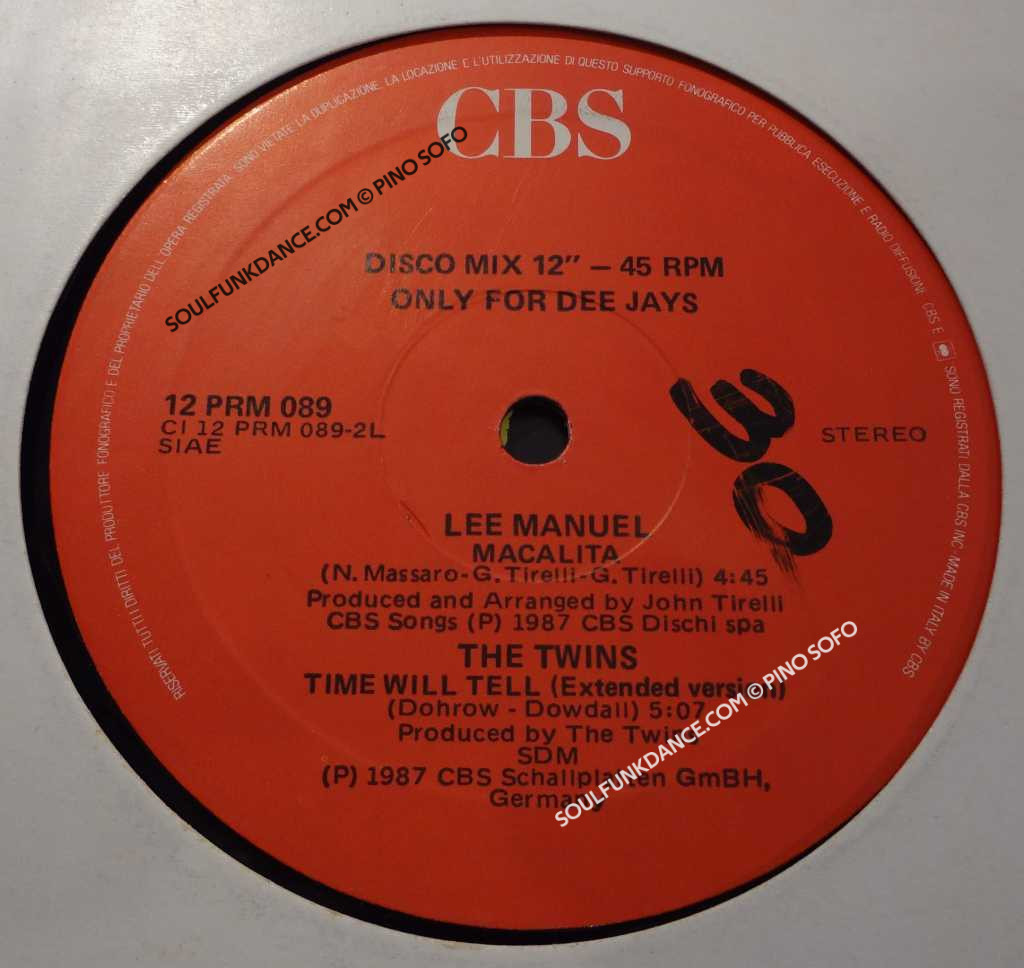 RISERVATI TUTTI I DIRITTI DEL PRODUTTORE FONOGRAFICO E DEL PROPRIETARIO DELL'OPERA REGISTRATA. SONO VIETATE LA DUPLICAZIONE, LA LOCAZIONE E L'UTILIZZAZIONE DI QUESTO SUPPORTO FONOGRAFICO PER PUBBLICA ESECUZIONE E RADIO DIFFUSIONE CBS E SONO REGISTRATI DALLA CBS INC. MADE IN ITALY BY CBS
CBS
SOULFUNKDANCE.COM © PINO SOFO
DISCO MIX 12" – 45 RPM
ONLY FOR DEE JAYS
12 PRM 089
CI 12 PRM 089-2L
SIAE
STEREO
30
LEE MANUEL
MACALITA
(N. Massaro-G. Tirelli-G. Tirelli) 4:45
Produced and Arranged by John Tirelli
CBS Songs (P) 1987 CBS Dischi spa
THE TWINS
TIME WILL TELL (Extended version)
(Dohrow - Dowdall) 5:07
Produced by The Twins
SDM
(P) 1987 CBS Schallplatten GmBH,
Germany
SOULFUNKDANCE.COM © PINO SOFO